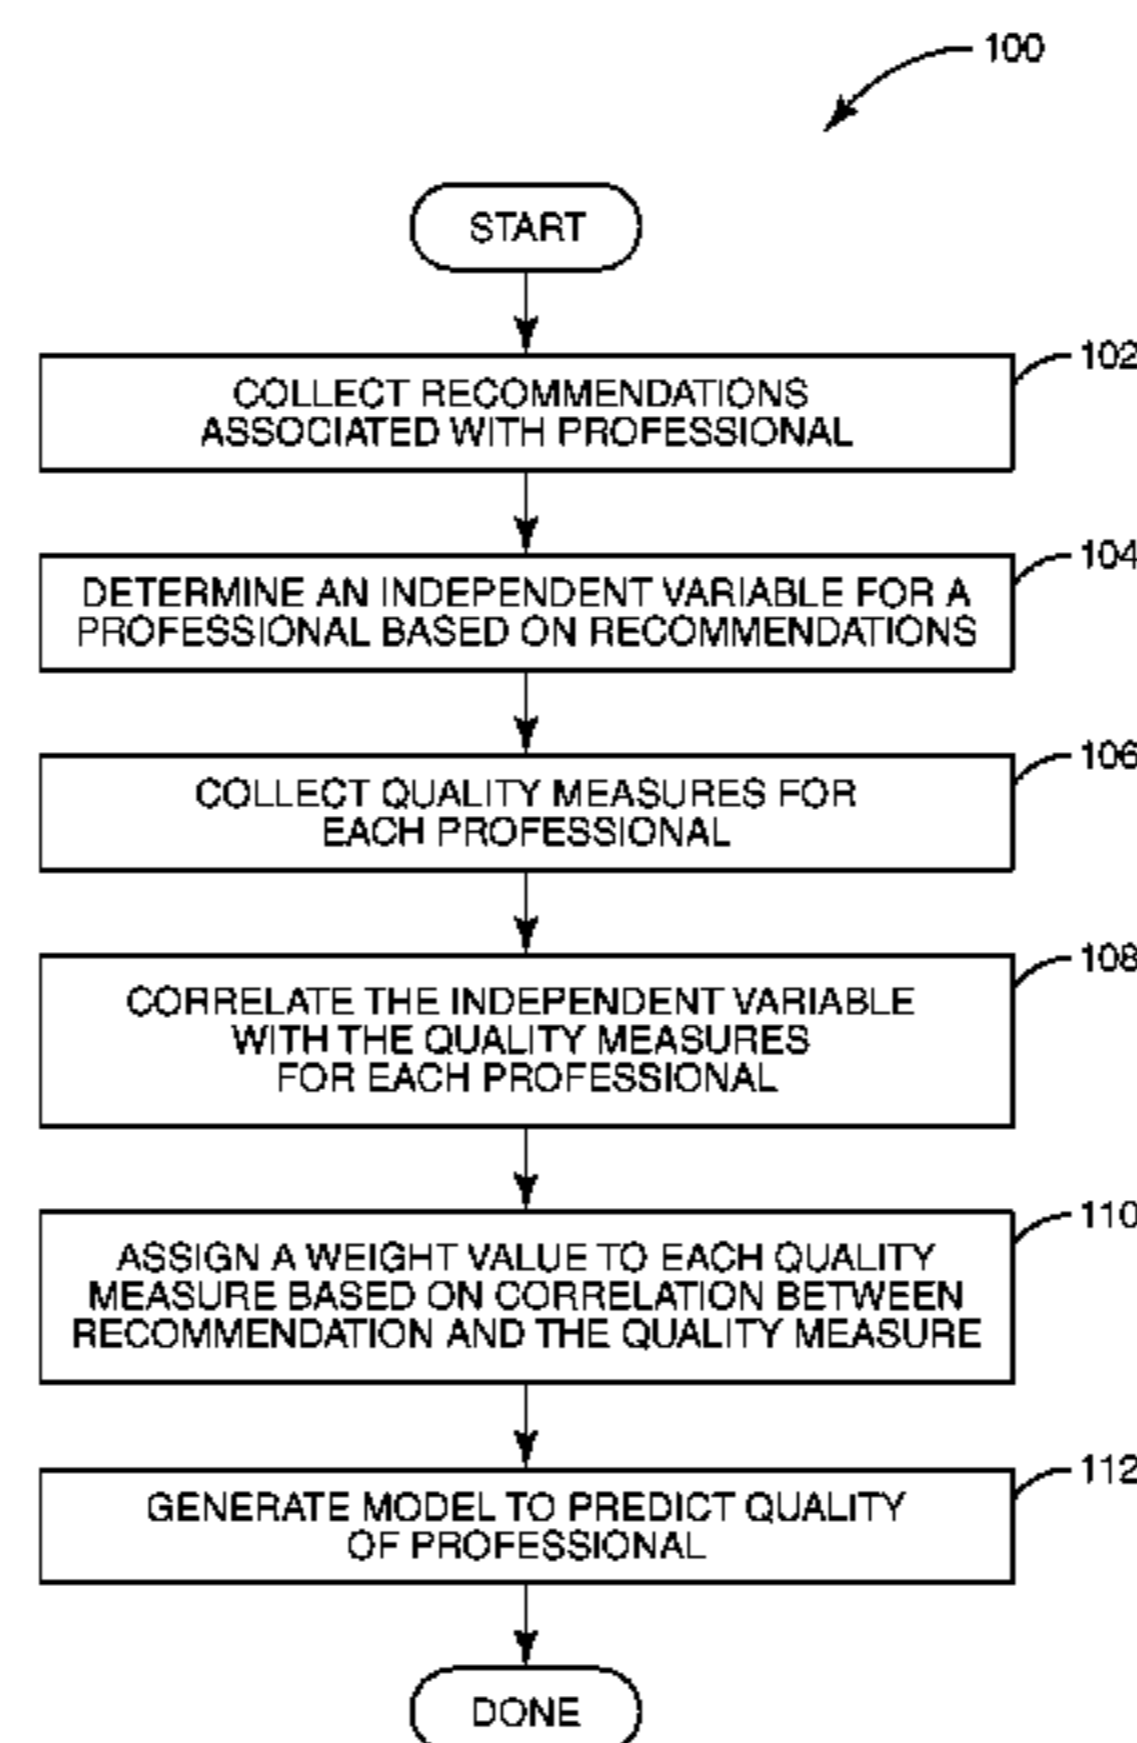 100
START
102
COLLECT RECOMMENDATIONS
ASSOCIATED WITH PROFESSIONAL
104
DETERMINE AN INDEPENDENT VARIABLE FOR A
PROFESSIONAL BASED ON RECOMMENDATIONS
106
COLLECT QUALITY MEASURES FOR
EACH PROFESSIONAL
108
CORRELATE THE INDEPENDENT VARIABLE
WITH THE QUALITY MEASURES
FOR EACH PROFESSIONAL
110
ASSIGN A WEIGHT VALUE TO EACH QUALITY
MEASURE BASED ON CORRELATION BETWEEN
RECOMMENDATION AND THE QUALITY MEASURE
112
GENERATE MODEL TO PREDICT QUALITY
OF PROFESSIONAL
DONE